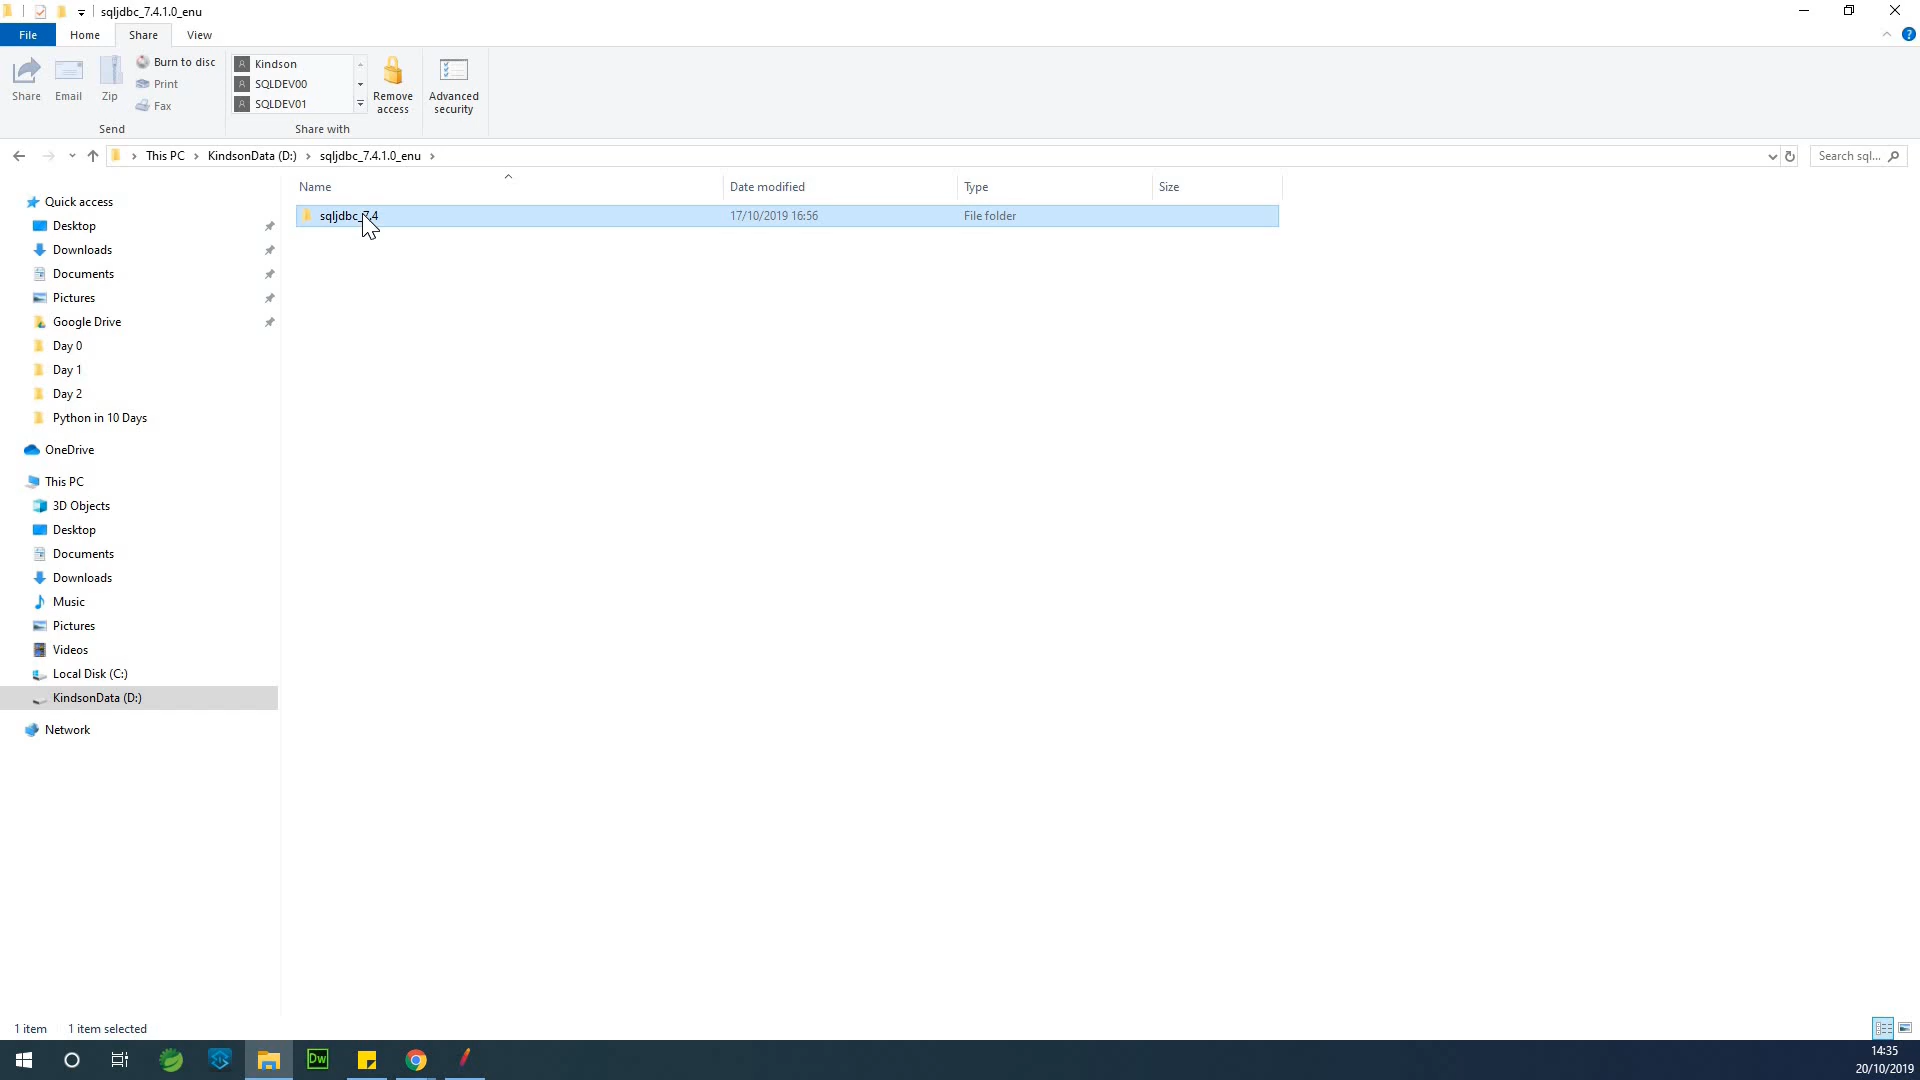 sqljdbc_7.4.1.0_enu
File Home Share View
Share Email Zip
Burn to disc
Print
Fax
Send
Kindson
SQLDEV00
SQLDEV01
Share with
Remove access
Advanced security
This PC > KindsonData (D:) > sqljdbc_7.4.1.0_enu >
Search sql...
Name Date modified Type Size
sqljdbc_7.4 17/10/2019 16:56 File folder
Quick access
Desktop
Downloads
Documents
Pictures
Google Drive
Day 0
Day 1
Day 2
Python in 10 Days
OneDrive
This PC
3D Objects
Desktop
Documents
Downloads
Music
Pictures
Videos
Local Disk (C:)
KindsonData (D:)
Network
1 item 1 item selected
Dw
14:35
20/10/2019